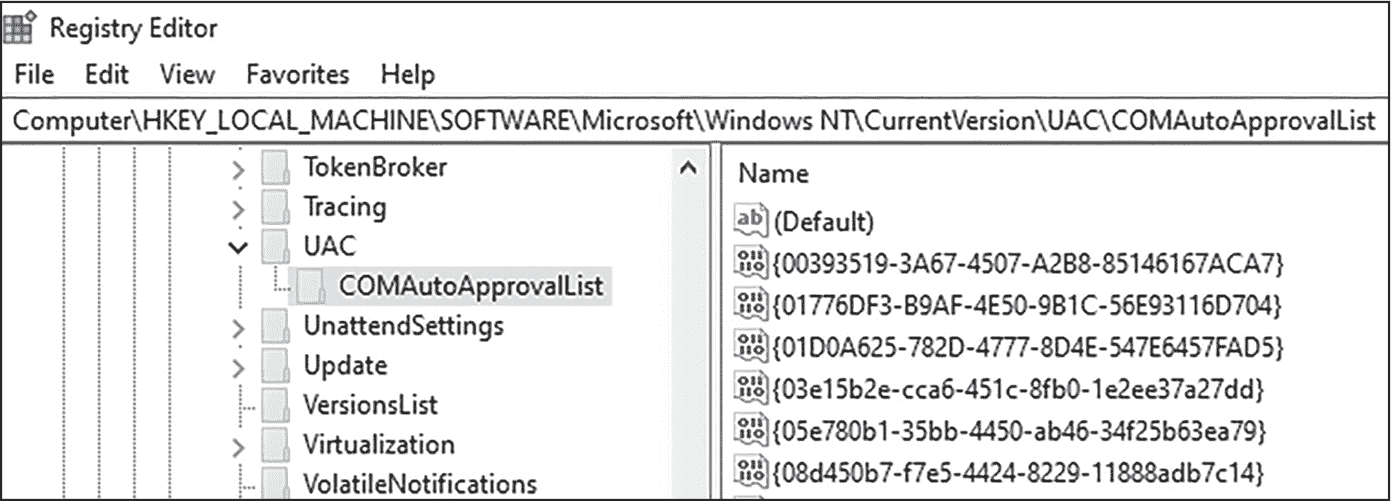 Registry Editor
File Edit View Favorites Help
Computer\HKEY_LOCAL_MACHINE\SOFTWARE\Microsoft\Windows NT\CurrentVersion\UAC\COMAutoApprovalList
TokenBroker
Tracing
UAC
COMAutoApprovalList
UnattendSettings
Update
VersionsList
Virtualization
VolatileNotifications
Name
ab (Default)
{00393519-3A67-4507-A2B8-85146167ACA7}
{01776DF3-B9AF-4E50-9B1C-56E93116D704}
{01D0A625-782D-4777-8D4E-547E6457FAD5}
{03e15b2e-cca6-451c-8fb0-1e2ee37a27dd}
{05e780b1-35bb-4450-ab46-34f25b63ea79}
{08d450b7-f7e5-4424-8229-11888adb7c14}